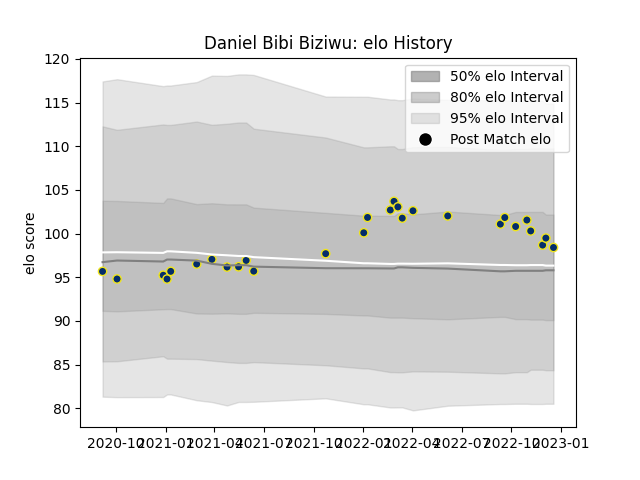 Daniel Bibi Biziwu: elo History
120
115
110
105
100
95
90
85
80
elo score
50% elo Interval
80% elo Interval
95% elo Interval
Post Match elo
2020-10 2021-01 2021-04 2021-07 2021-10 2022-01 2022-04 2022-07 2022-10 2023-01